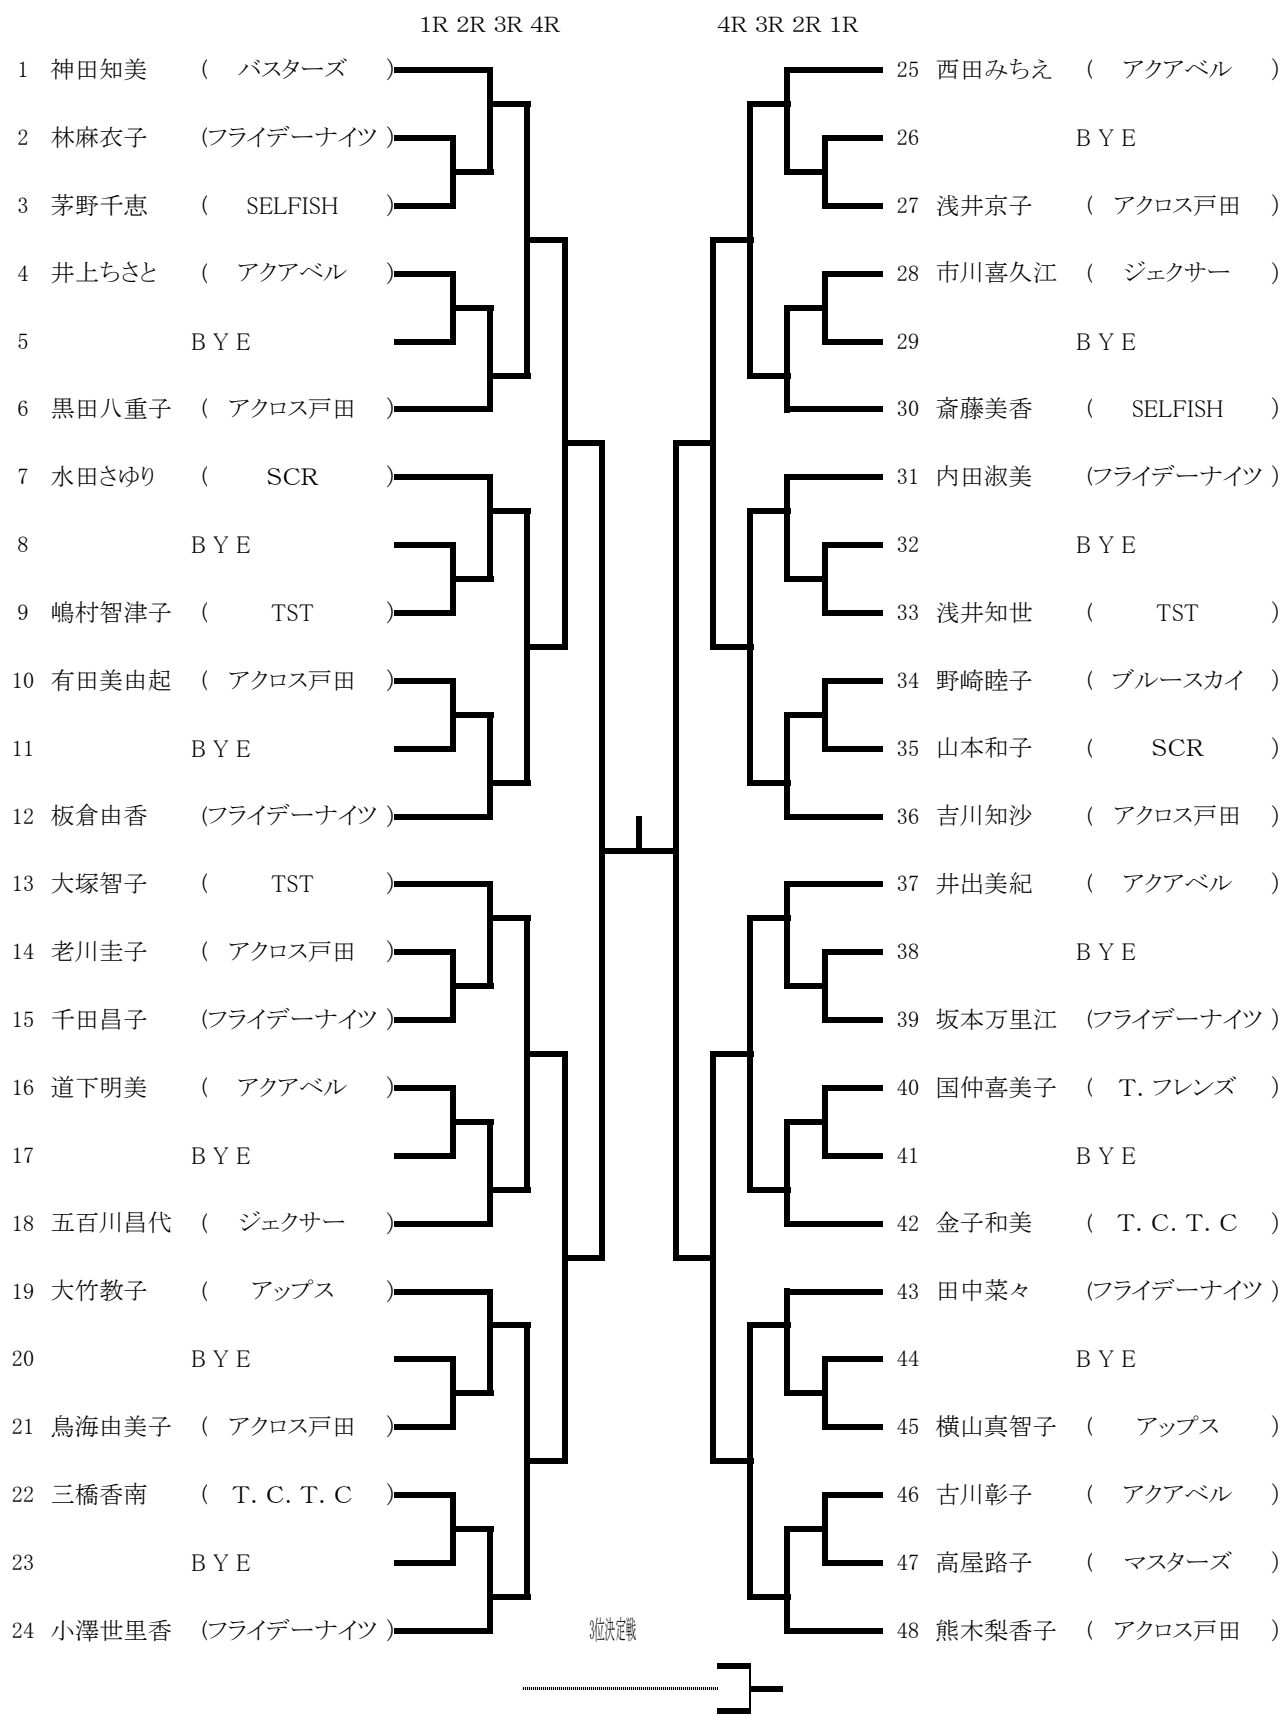 1R 2R 3R 4R
4R 3R 2R 1R
1 神田知美 ( バスターズ )
2 林麻衣子 (フライデーナイツ )
3 茅野千恵 ( SELFISH )
4 井上ちさと ( アクアベル )
5 B Y E
6 黒田八重子 ( アクロス戸田 )
7 水田さゆり ( SCR )
8 B Y E
9 嶋村智津子 ( TST )
10 有田美由起 ( アクロス戸田 )
11 B Y E
12 板倉由香 (フライデーナイツ )
13 大塚智子 ( TST )
14 老川圭子 ( アクロス戸田 )
15 千田昌子 (フライデーナイツ )
16 道下明美 ( アクアベル )
17 B Y E
18 五百川昌代 ( ジェクサー )
19 大竹教子 ( アップス )
20 B Y E
21 鳥海由美子 ( アクロス戸田 )
22 三橋香南 ( T. C. T. C )
23 B Y E
24 小澤世里香 (フライデーナイツ )
25 西田みちえ ( アクアベル )
26 B Y E
27 浅井京子 ( アクロス戸田 )
28 市川喜久江 ( ジェクサー )
29 B Y E
30 斎藤美香 ( SELFISH )
31 内田淑美 (フライデーナイツ )
32 B Y E
33 浅井知世 ( TST )
34 野崎睦子 ( ブルースカイ )
35 山本和子 ( SCR )
36 吉川知沙 ( アクロス戸田 )
37 井出美紀 ( アクアベル )
38 B Y E
39 坂本万里江 (フライデーナイツ )
40 国仲喜美子 ( T. フレンズ )
41 B Y E
42 金子和美 ( T. C. T. C )
43 田中菜々 (フライデーナイツ )
44 B Y E
45 横山真智子 ( アップス )
46 古川彰子 ( アクアベル )
47 高屋路子 ( マスターズ )
48 熊木梨香子 ( アクロス戸田 )
3位決定戦